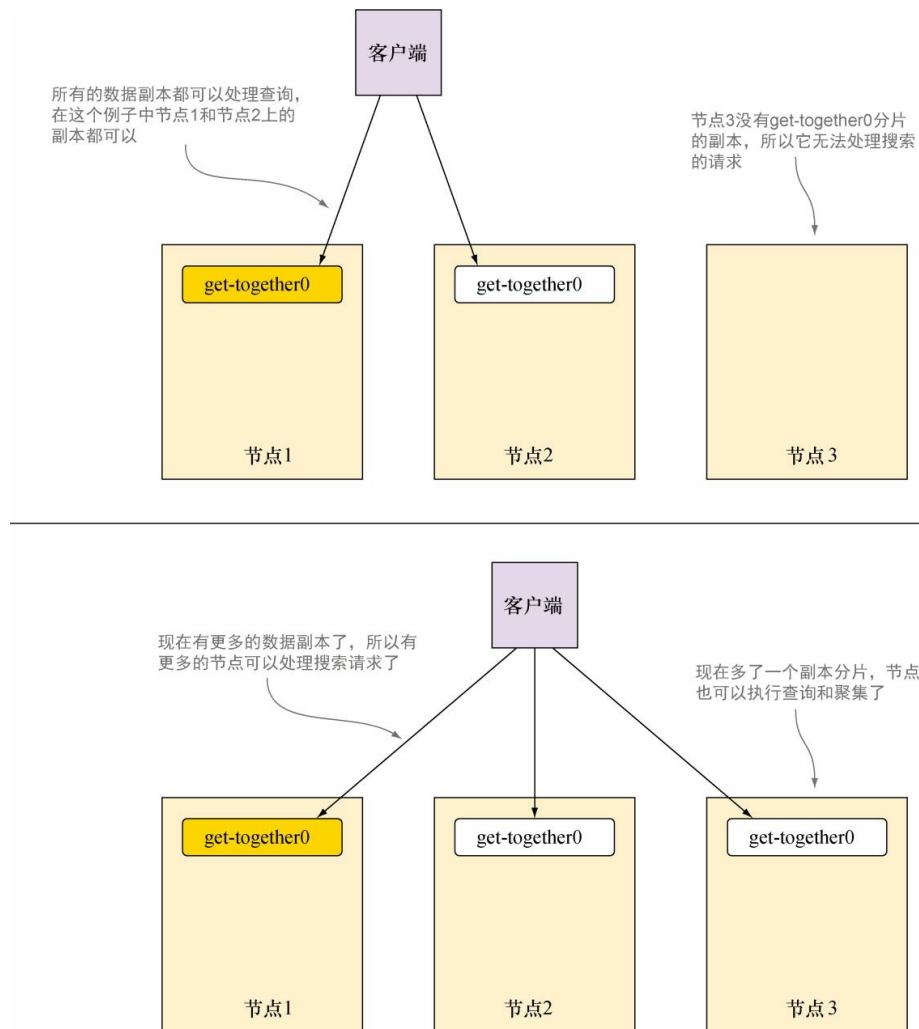 客户端
所有的数据副本都可以处理查询，
在这个例子中节点1和节点2上的
副本都可以
节点3没有get-together0分片
的副本，所以它无法处理搜索
的请求
get-together0
get-together0
节点1
节点2
节点3
客户端
现在有更多的数据副本了，所以有
更多的节点可以处理搜索请求了
现在多了一个副本分片，节点
也可以执行查询和聚集了
get-together0
get-together0
get-together0
节点1
节点2
节点3